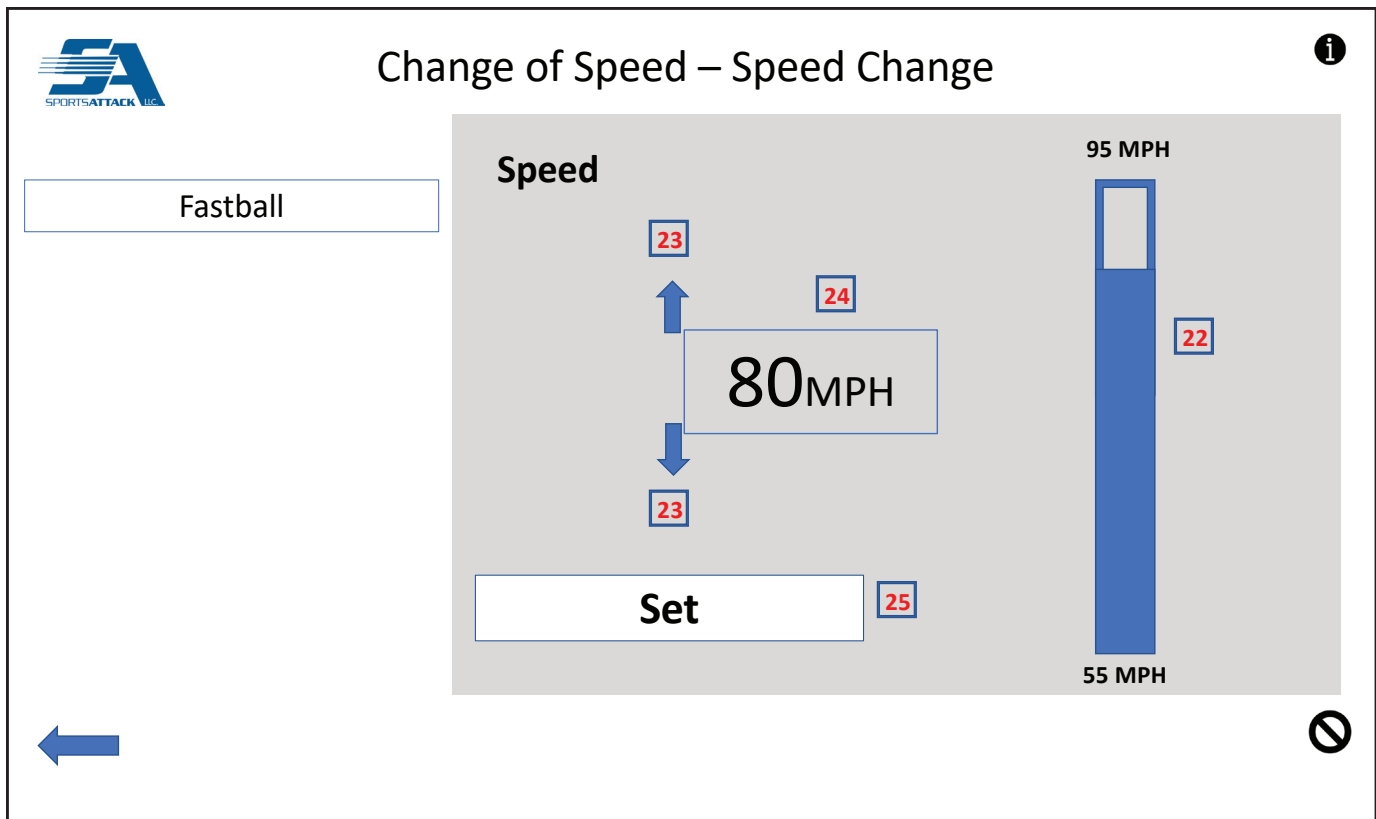 SPORTSATTACK LLC.
Change of Speed – Speed Change
i
Fastball
Speed
95 MPH
23
24
22
80MPH
23
Set
25
55 MPH